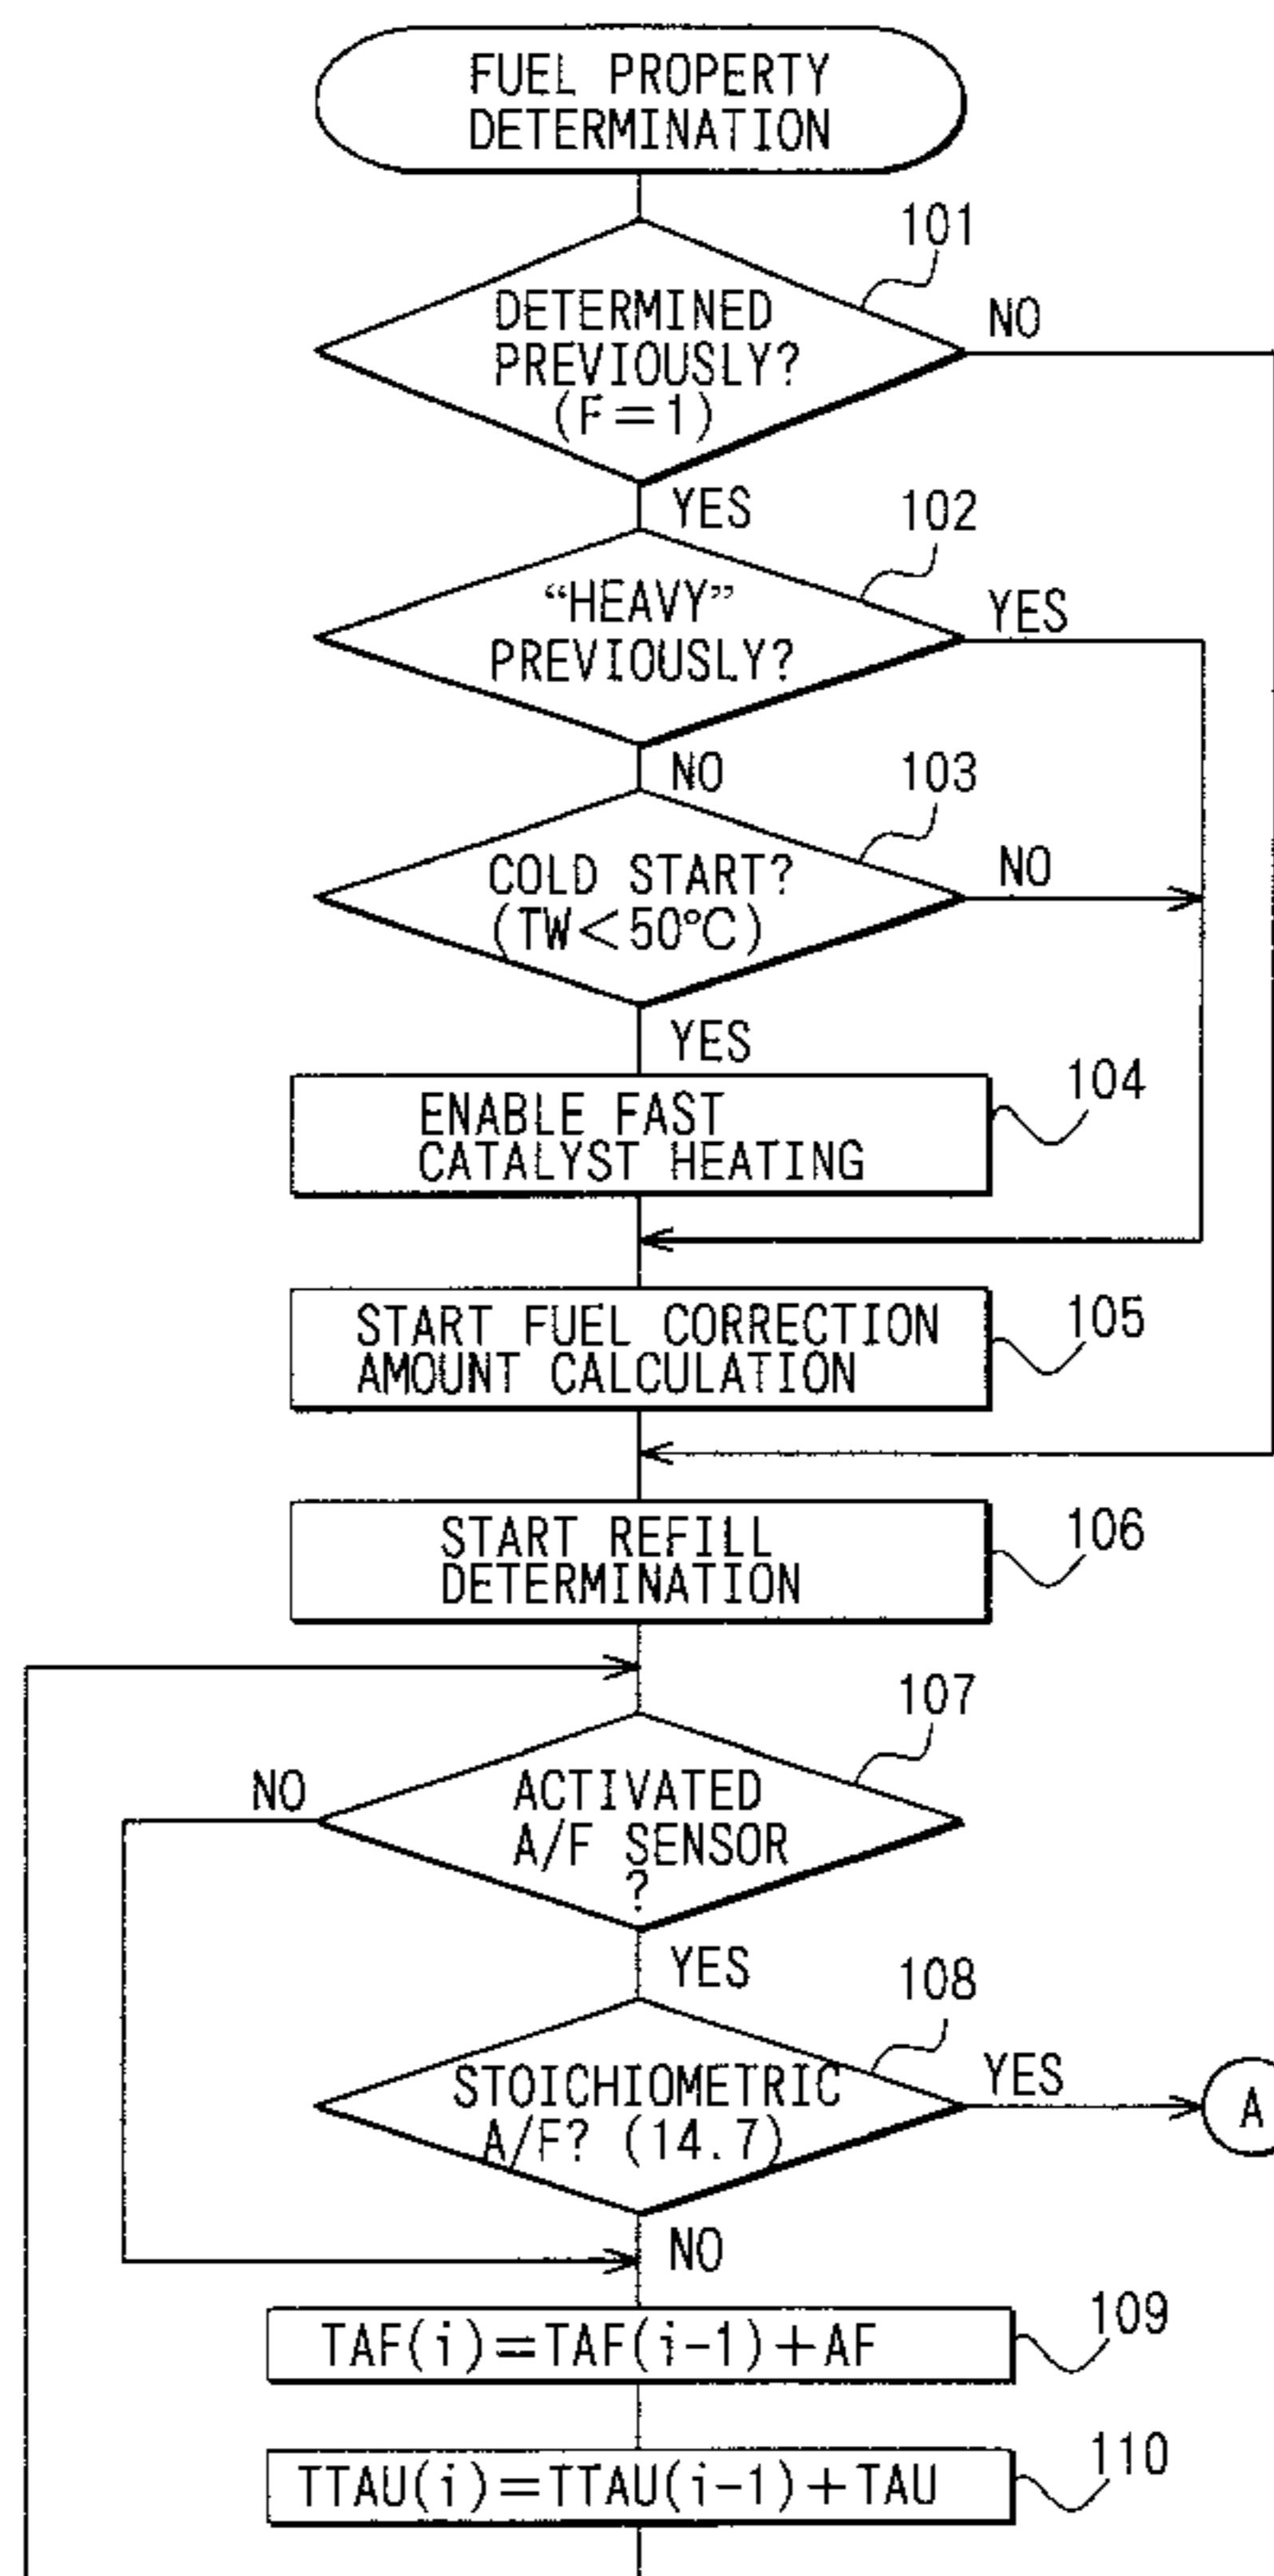 FUEL PROPERTY
DETERMINATION
101
DETERMINED
PREVIOUSLY?
(F=1)
NO
YES
102
“HEAVY”
PREVIOUSLY?
YES
NO
103
COLD START?
(TW<50°C)
NO
YES
104
ENABLE FAST
CATALYST HEATING
105
START FUEL CORRECTION
AMOUNT CALCULATION
106
START REFILL
DETERMINATION
107
NO
ACTIVATED
A/F SENSOR
?
YES
108
STOICHIOMETRIC
A/F? (14.7)
YES
A
NO
109
TAF(i)=TAF(i-1)+AF
110
TTAU(i)=TTAU(i-1)+TAU